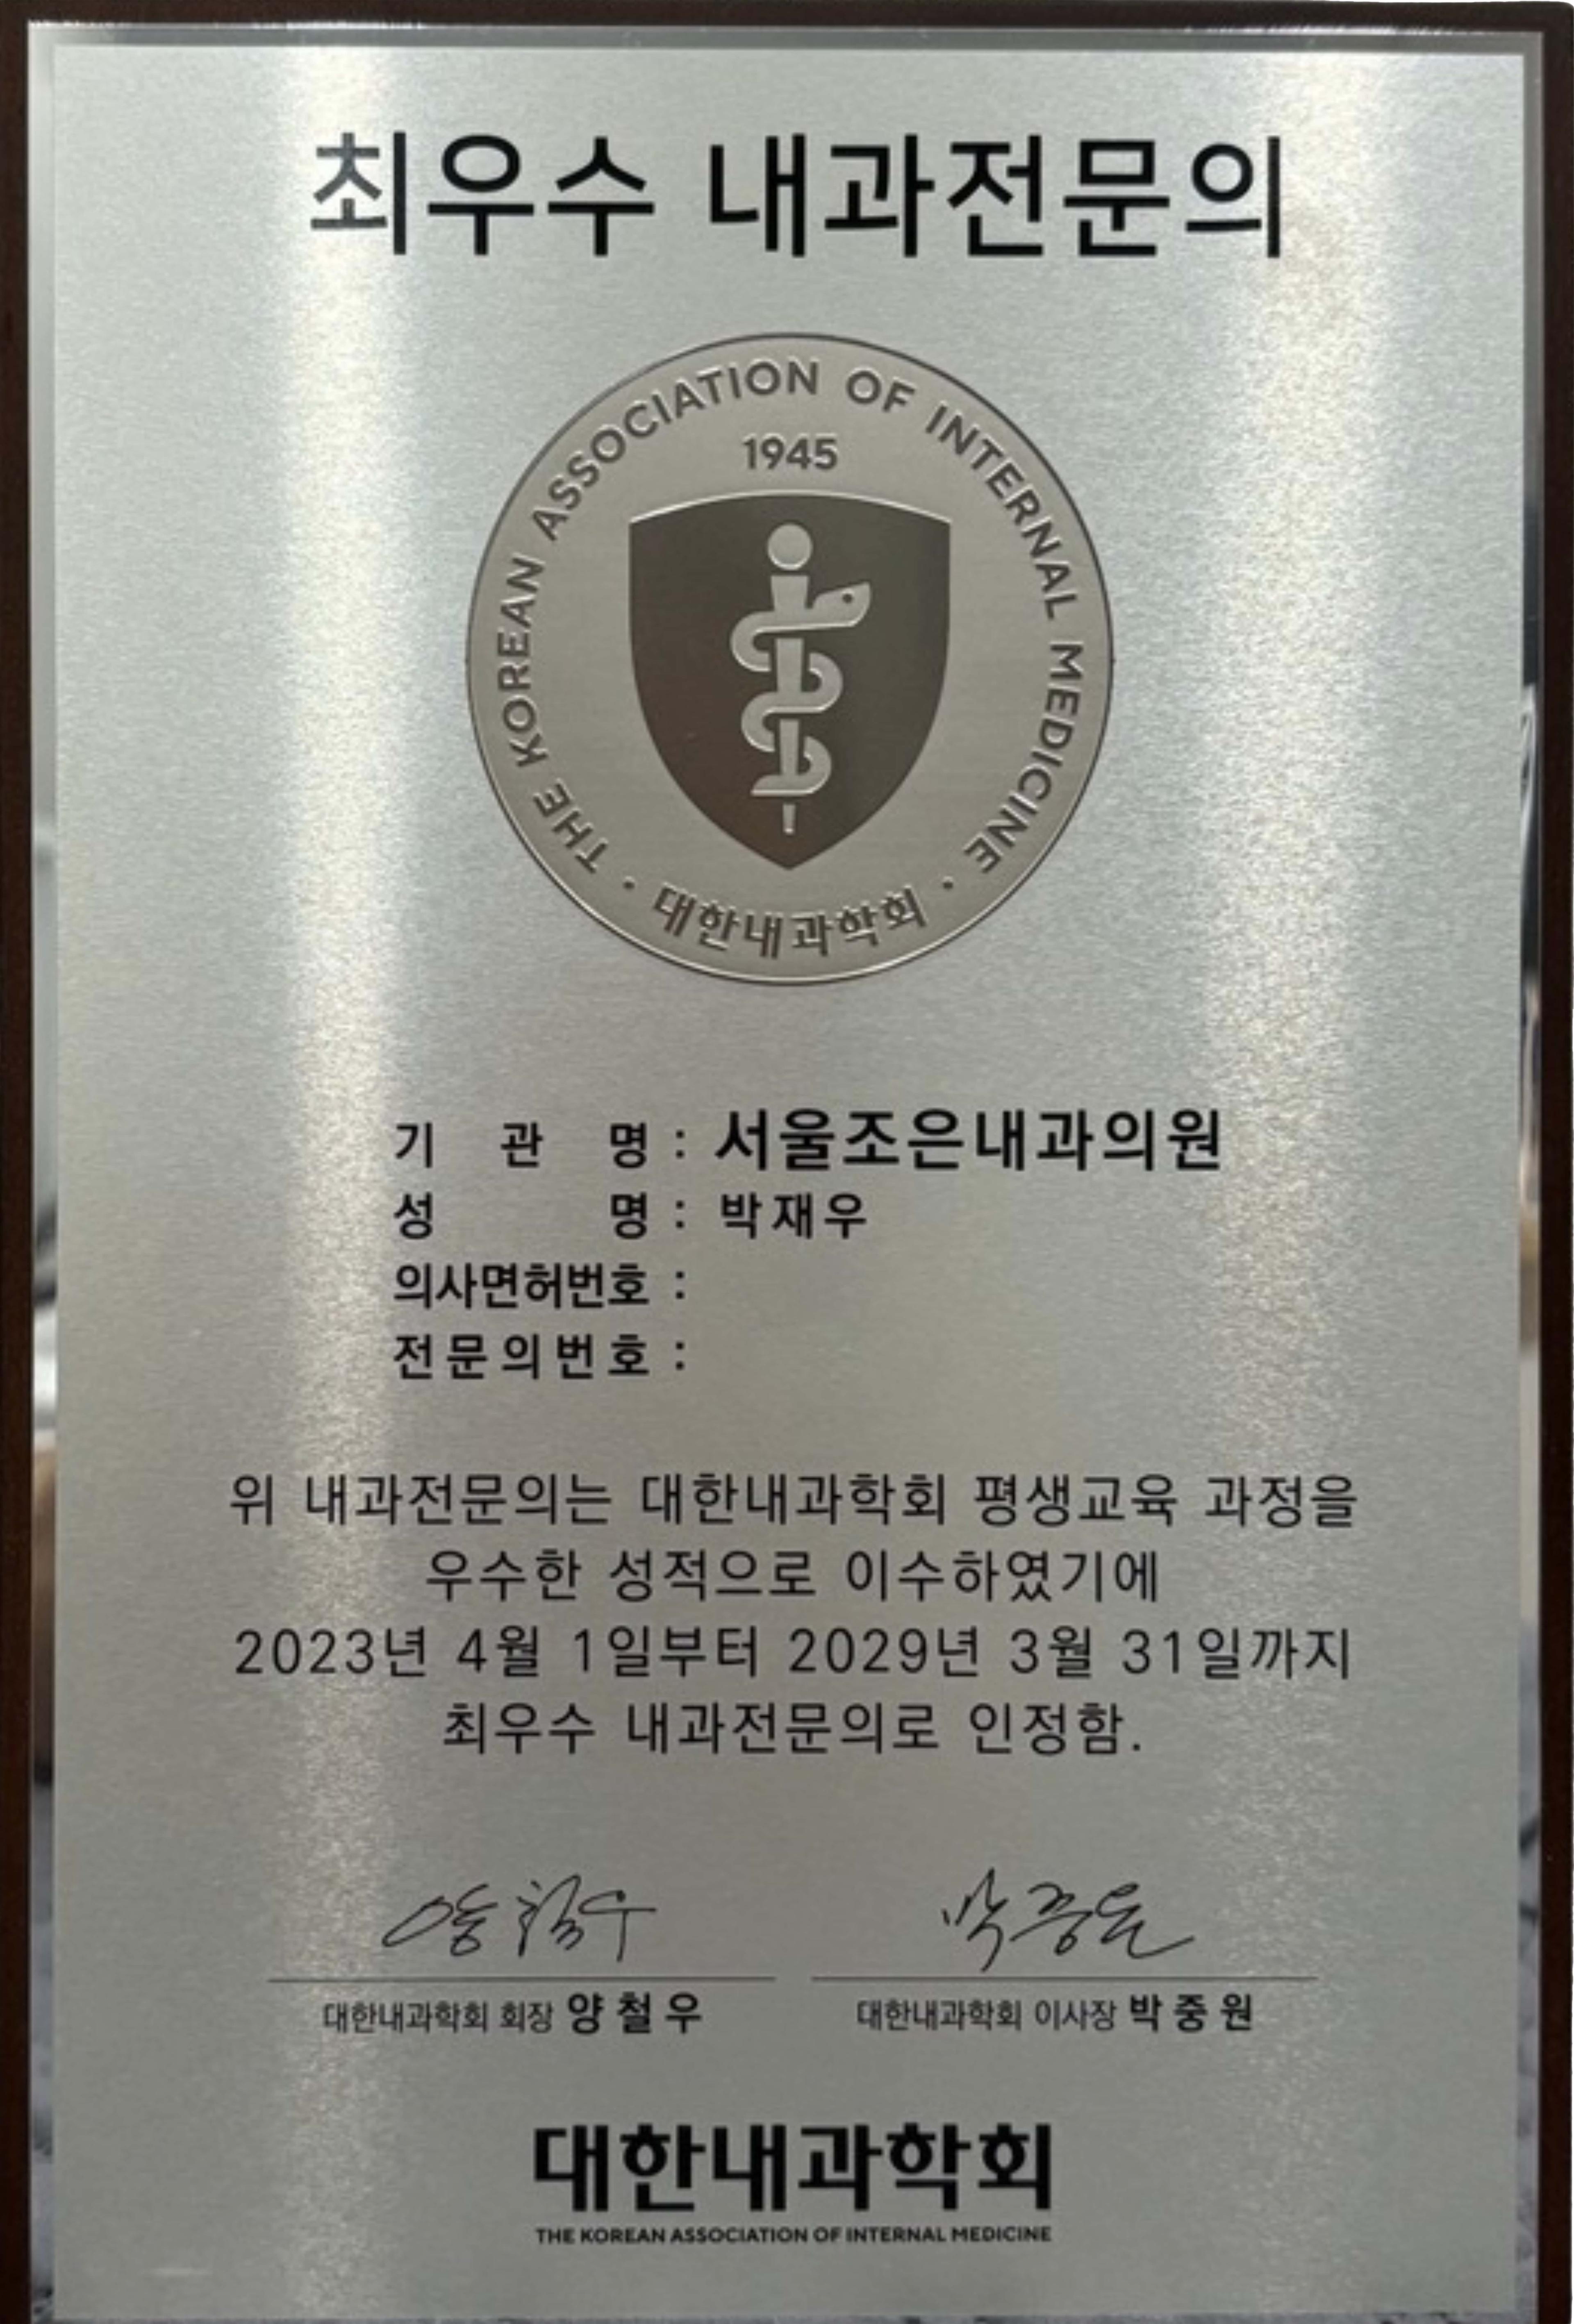 최우수 내과전문의
THE KOREAN ASSOCIATION OF INTERNAL MEDICINE
1945
· 대한내과학회 ·
기 관 명 : 서울조은내과의원
성 명 : 박재우
의사면허번호 :
전문의번호 :
위 내과전문의는 대한내과학회 평생교육 과정을
우수한 성적으로 이수하였기에
2023년 4월 1일부터 2029년 3월 31일까지
최우수 내과전문의로 인정함.
양철우 박중원
대한내과학회 회장 양철우 대한내과학회 이사장 박중원
대한내과학회
THE KOREAN ASSOCIATION OF INTERNAL MEDICINE